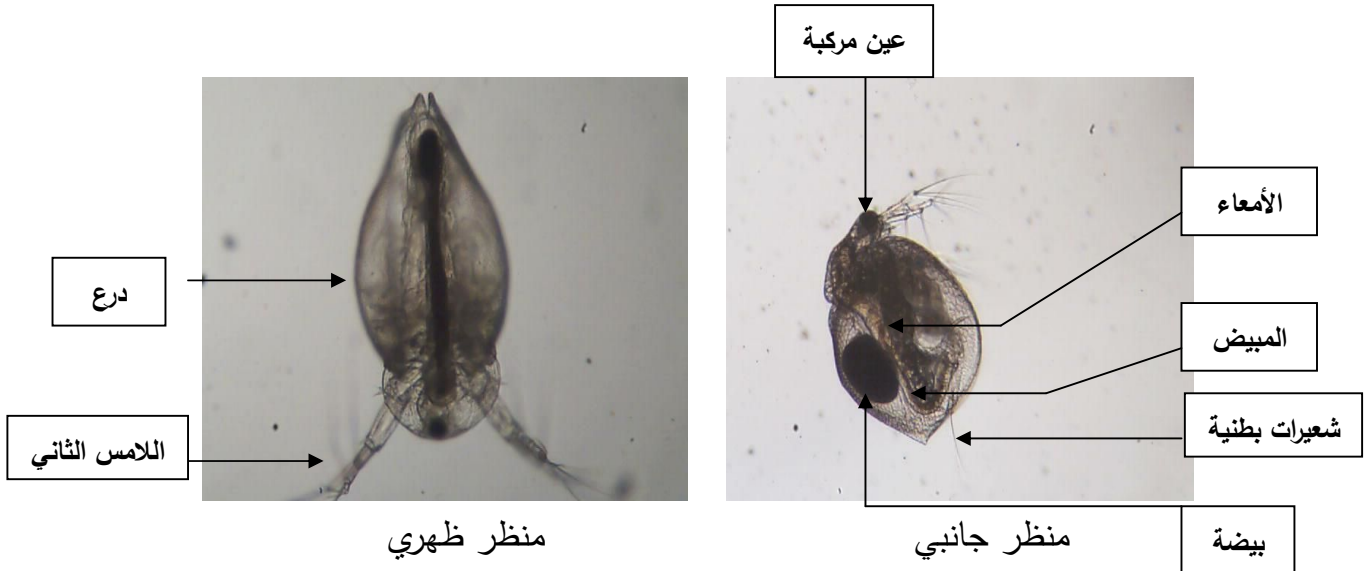 عين مركبة
الأمعاء
درع
المبيض
شعيرات بطنية
اللامس الثاني
بيضة
منظر جانبي
منظر ظهري